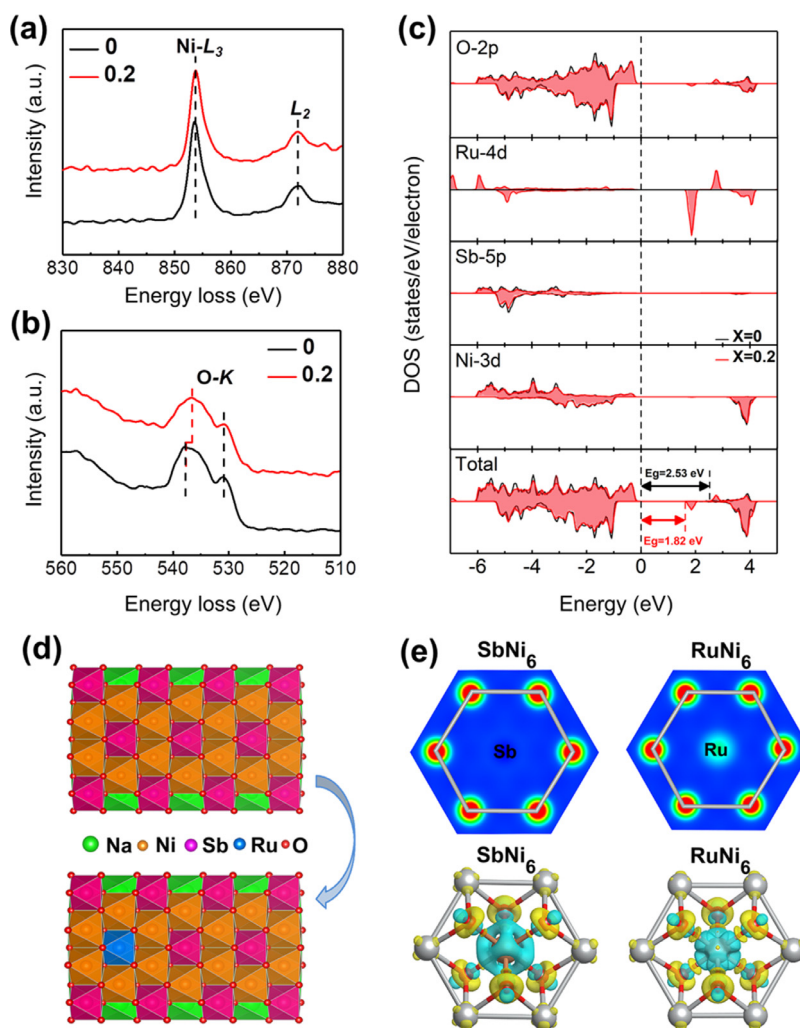 (a)
0
0.2
Ni-L3
L2
Intensity (a.u.)
830 840 850 860 870 880
Energy loss (eV)
(b)
0
0.2
O-K
Intensity (a.u.)
560 550 540 530 520 510
Energy loss (eV)
(c)
O-2p
Ru-4d
Sb-5p
X=0
X=0.2
Ni-3d
Total
Eg=2.53 eV
Eg=1.82 eV
DOS (states/eV/electron)
-6 -4 -2 0 2 4
Energy (eV)
(d)
Na Ni Sb Ru O
(e)
SbNi6 RuNi6
Sb Ru
SbNi6 RuNi6